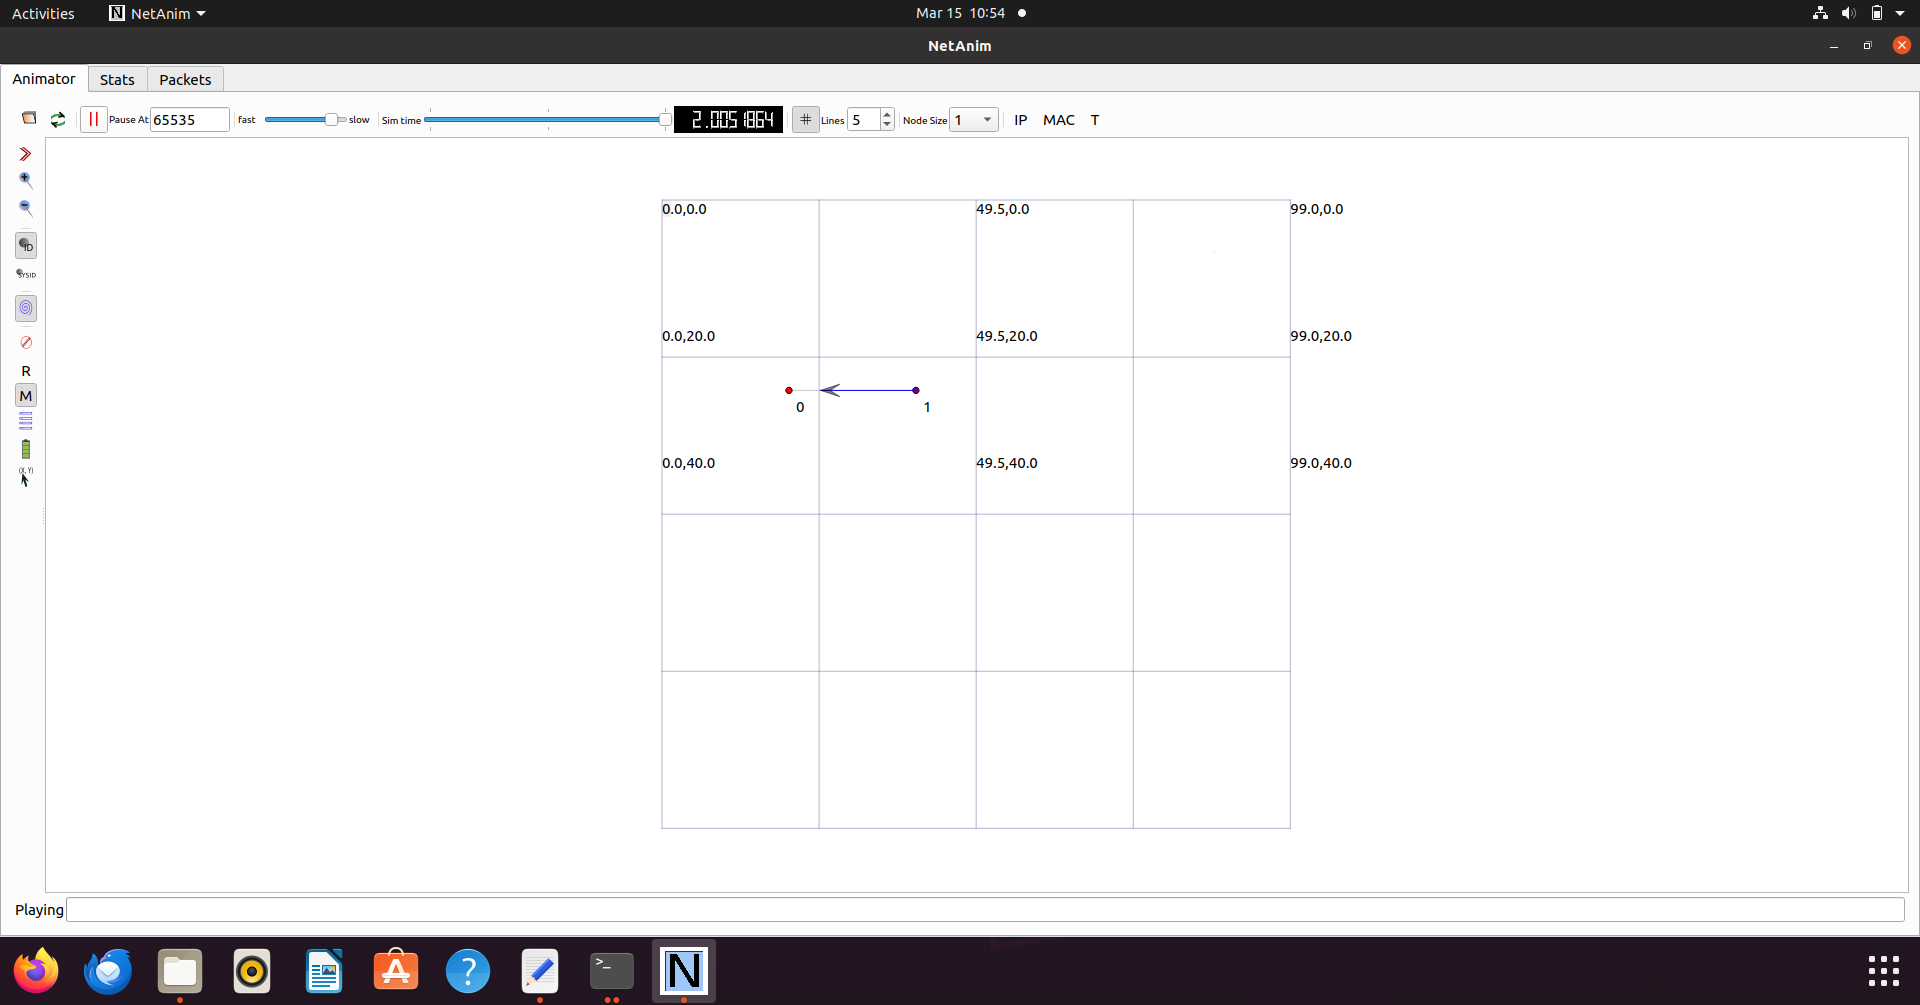 Activities NetAnim Mar 15 10:54
NetAnim
Animator Stats Packets
Pause At 65535 fast slow Sim time 2.0051864 # Lines 5 Node Size 1 IP MAC T
ID
SYSID
R
M
(X, Y)
0.0,0.0 49.5,0.0 99.0,0.0
0.0,20.0 49.5,20.0 99.0,20.0
0 1
0.0,40.0 49.5,40.0 99.0,40.0
Playing
A ? >_ N